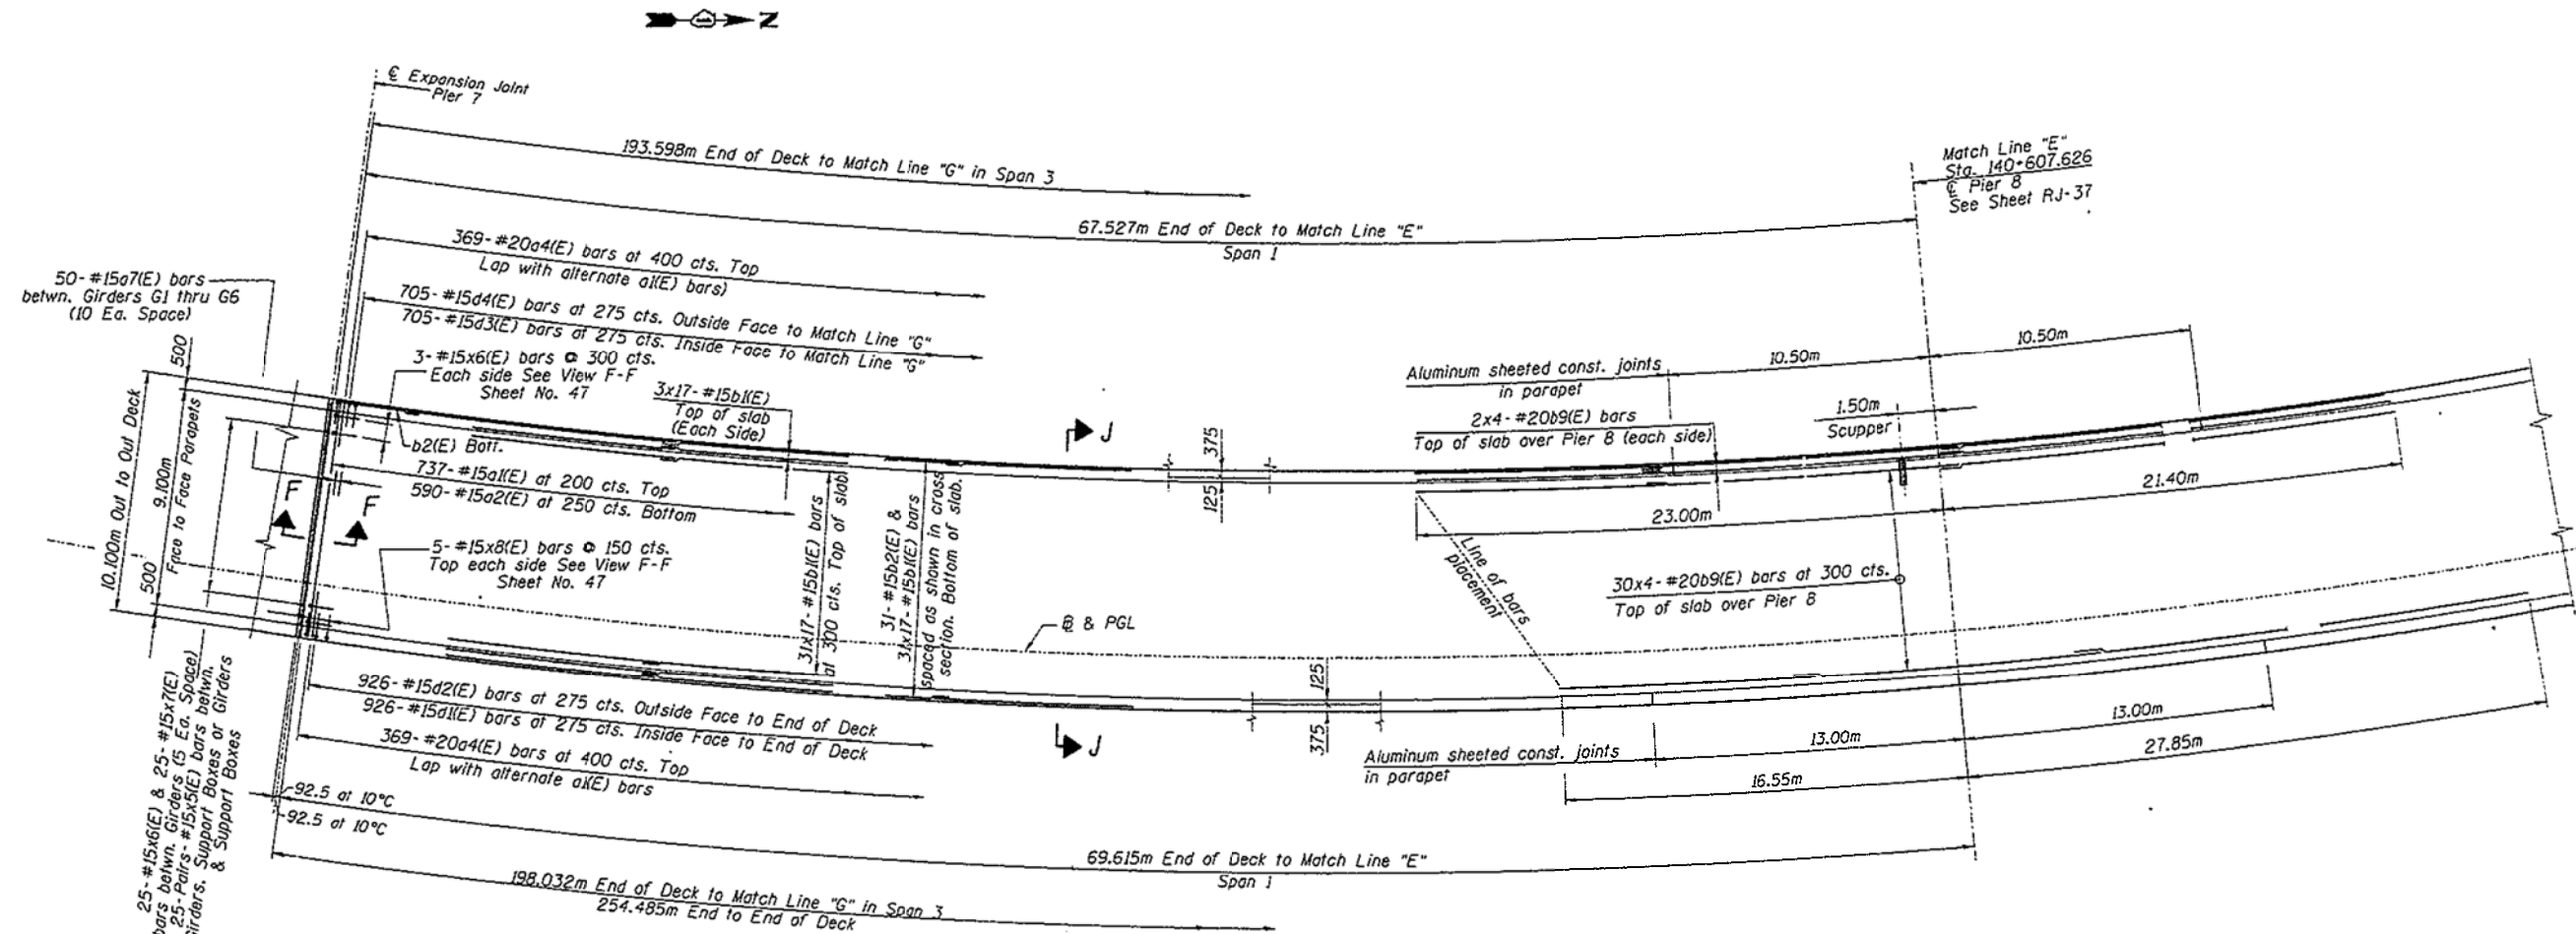 N
℄ Expansion Joint
Pier 7
193.598m End of Deck to Match Line "G" in Span 3
Match Line "E"
Sta. 140+607.626
℄ Pier 8
See Sheet RJ-37
67.527m End of Deck to Match Line "E"
Span 1
369-#20a4(E) bars at 400 cts. Top
Lap with alternate a1(E) bars)
50-#15a7(E) bars
betwn. Girders G1 thru G6
(10 Ea. Space)
705-#15d4(E) bars at 275 cts. Outside Face to Match Line "G"
705-#15d3(E) bars at 275 cts. Inside Face to Match Line "G"
3-#15x6(E) bars @ 300 cts.
Each side See View F-F
Sheet No. 47
3x17-#15b1(E)
Top of slab
(Each Side)
b2(E) Bott.
500
10.100m Out to Out Deck
9.100m
Face to Face Parapets
500
737-#15a1(E) at 200 cts. Top
590-#15a2(E) at 250 cts. Bottom
F
F
5-#15x8(E) bars @ 150 cts.
Top each side See View F-F
Sheet No. 47
31x17-#15b1(E) bars
at 300 cts. Top of slab
31-#15b2(E) &
31x17-#15b1(E) bars
spaced as shown in cross
section. Bottom of slab.
J
375
125
Aluminum sheeted const. joints
in parapet
10.50m
10.50m
2x4-#20b9(E) bars
Top of slab over Pier 8 (each side)
1.50m
Scupper
23.00m
21.40m
Line of bars
placement
30x4-#20b9(E) bars at 300 cts.
Top of slab over Pier 8
℄ & PGL
125
375
J
926-#15d2(E) bars at 275 cts. Outside Face to End of Deck
926-#15d1(E) bars at 275 cts. Inside Face to End of Deck
369-#20a4(E) bars at 400 cts. Top
Lap with alternate a1(E) bars
Aluminum sheeted const. joints
in parapet
13.00m
13.00m
16.55m
27.85m
92.5 at 10°C
92.5 at 10°C
25-#15x6(E) & 25-#15x7(E)
bars betwn. Girders (5 Ea. Space)
25-Pairs-#15x5(E) bars betwn.
Girders, Support Boxes or Girders
& Support Boxes
69.615m End of Deck to Match Line "E"
Span 1
198.032m End of Deck to Match Line "G" in Span 3
254.485m End to End of Deck